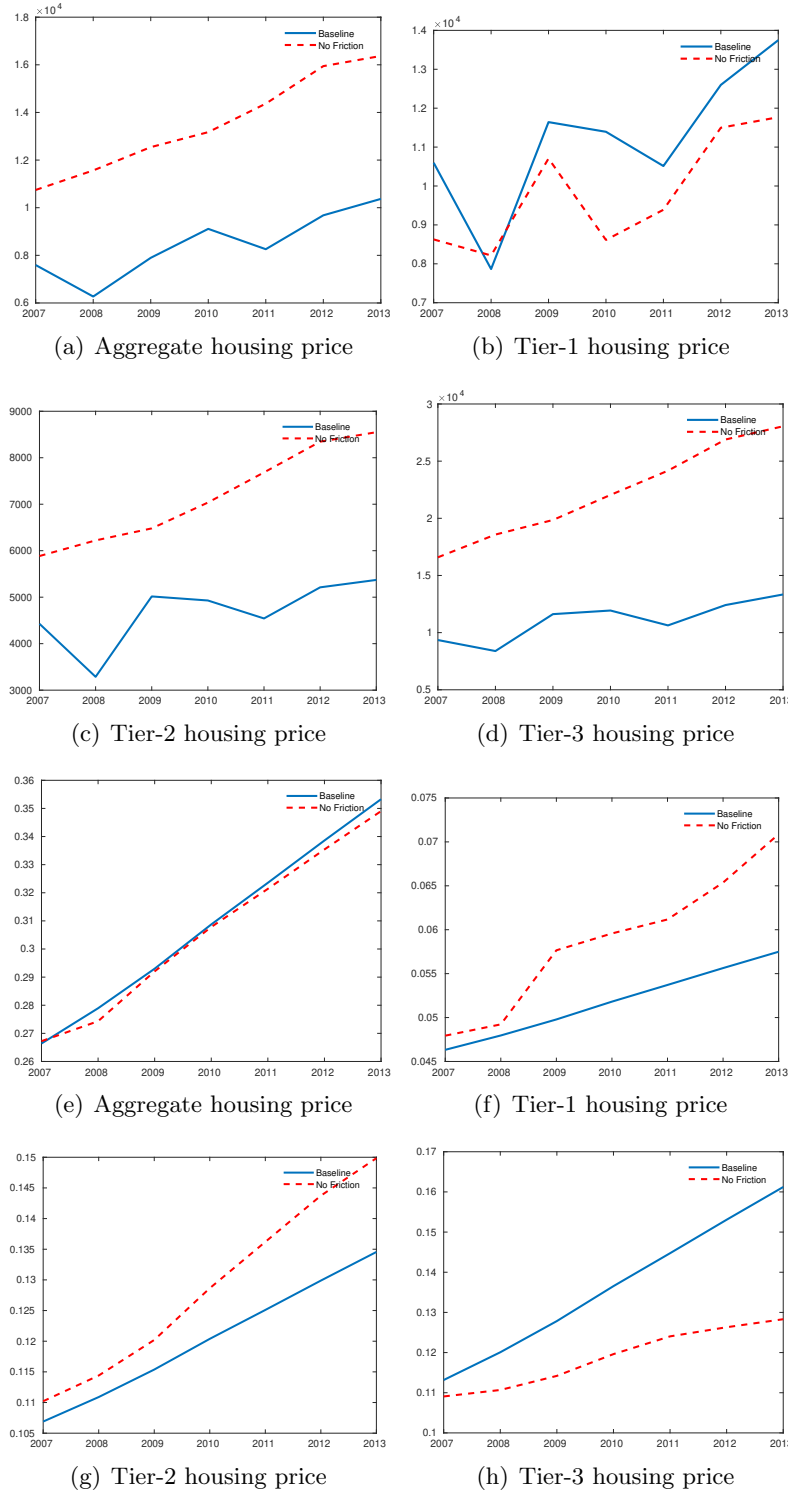 ×10⁴
1.8
1.6
1.4
1.2
1
0.8
0.6
2007 2008 2009 2010 2011 2012 2013
Baseline
No Friction
(a) Aggregate housing price
×10⁴
1.4
1.3
1.2
1.1
1
0.9
0.8
0.7
2007 2008 2009 2010 2011 2012 2013
Baseline
No Friction
(b) Tier-1 housing price
9000
8000
7000
6000
5000
4000
3000
2007 2008 2009 2010 2011 2012 2013
Baseline
No Friction
(c) Tier-2 housing price
×10⁴
3
2.5
2
1.5
1
0.5
2007 2008 2009 2010 2011 2012
Baseline
No Friction
(d) Tier-3 housing price
0.36
0.35
0.34
0.33
0.32
0.31
0.3
0.29
0.28
0.27
0.26
2007 2008 2009 2010 2011 2012 2013
Baseline
No Friction
(e) Aggregate housing price
0.075
0.07
0.065
0.06
0.055
0.05
0.045
2007 2008 2009 2010 2011 2012 2013
Baseline
No Friction
(f) Tier-1 housing price
0.15
0.145
0.14
0.135
0.13
0.125
0.12
0.115
0.11
0.105
2007 2008 2009 2010 2011 2012 2013
Baseline
No Friction
(g) Tier-2 housing price
0.17
0.16
0.15
0.14
0.13
0.12
0.11
0.1
2007 2008 2009 2010 2011 2012
Baseline
No Friction
(h) Tier-3 housing price